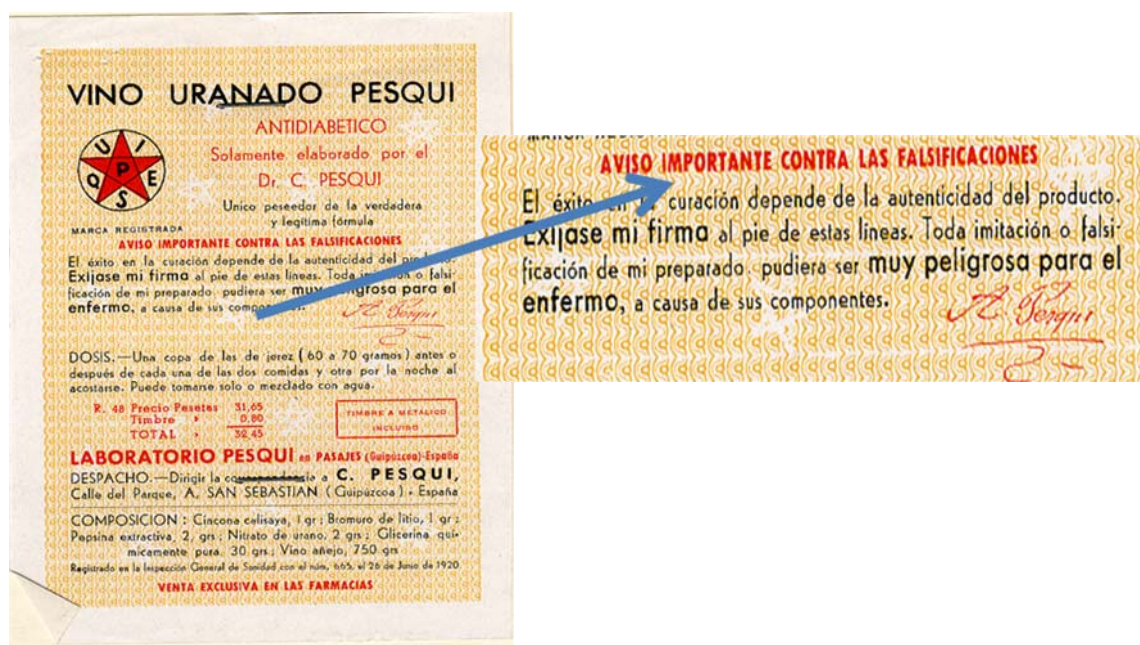 VINO URANADO PESQUI
ANTIDIABETICO
Solamente elaborado por el
Dr. C. PESQUI
Unico poseedor de la verdadera
y legítima fórmula
QUIPES
P
MARCA REGISTRADA
AVISO IMPORTANTE CONTRA LAS FALSIFICACIONES
El éxito en la curación depende de la autenticidad del producto.
Exíjase mi firma al pie de estas líneas. Toda imitación o falsi-
ficación de mi preparado pudiera ser muy peligrosa para el
enfermo, a causa de sus componentes.
Pesqui
DOSIS.—Una copa de las de jerez (60 a 70 gramos) antes o
después de cada una de las dos comidas y otra por la noche al
acostarse. Puede tomarse solo o mezclado con agua.
R. 48 Precio Pesetas 31,65
Timbre » 0,80
TOTAL » 32,45
TIMBRE A METALICO
INCLUIDO
LABORATORIO PESQUI en PASAJES (Guipúzcoa)-España
DESPACHO.—Dirigir la correspondencia a C. PESQUI,
Calle del Parque, A, SAN SEBASTIAN (Guipúzcoa) - España
COMPOSICION : Cincona calisaya, 1 gr ; Bromuro de litio, 1 gr ;
Pepsina extractiva, 2, grs ; Nitrato de urano, 2 grs ; Glicerina quí-
micamente pura, 30 grs ; Vino añejo, 750 grs
Registrado en la Inspección General de Sanidad con el núm. 665, el 26 de Junio de 1920
VENTA EXCLUSIVA EN LAS FARMACIAS
MARCA
AVISO IMPORTANTE CONTRA LAS FALSIFICACIONES
El éxito en la curación depende de la autenticidad del producto.
Exíjase mi firma al pie de estas líneas. Toda imitación o falsi-
ficación de mi preparado pudiera ser muy peligrosa para el
enfermo, a causa de sus componentes.
Pesqui